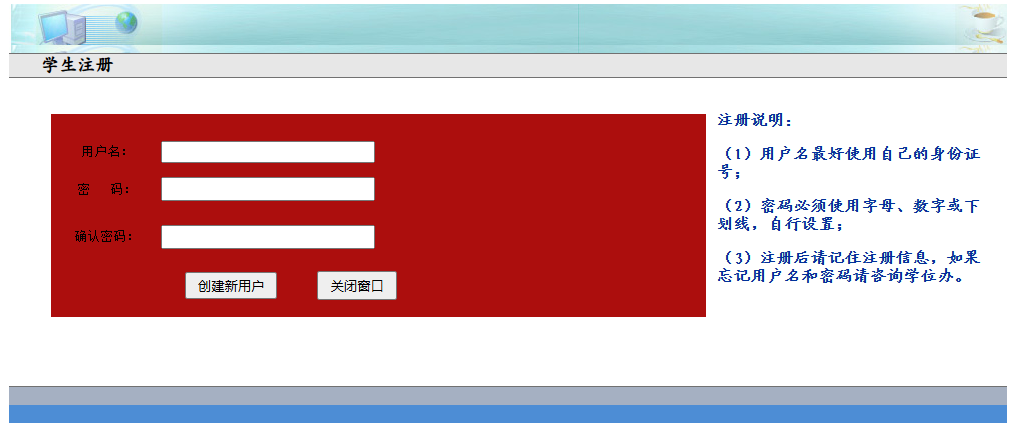 学生注册
用户名：
密 码：
确认密码：
创建新用户 关闭窗口
注册说明：
（1）用户名最好使用自己的身份证
号；
（2）密码必须使用字母、数字或下
划线，自行设置；
（3）注册后请记住注册信息，如果
忘记用户名和密码请咨询学位办。